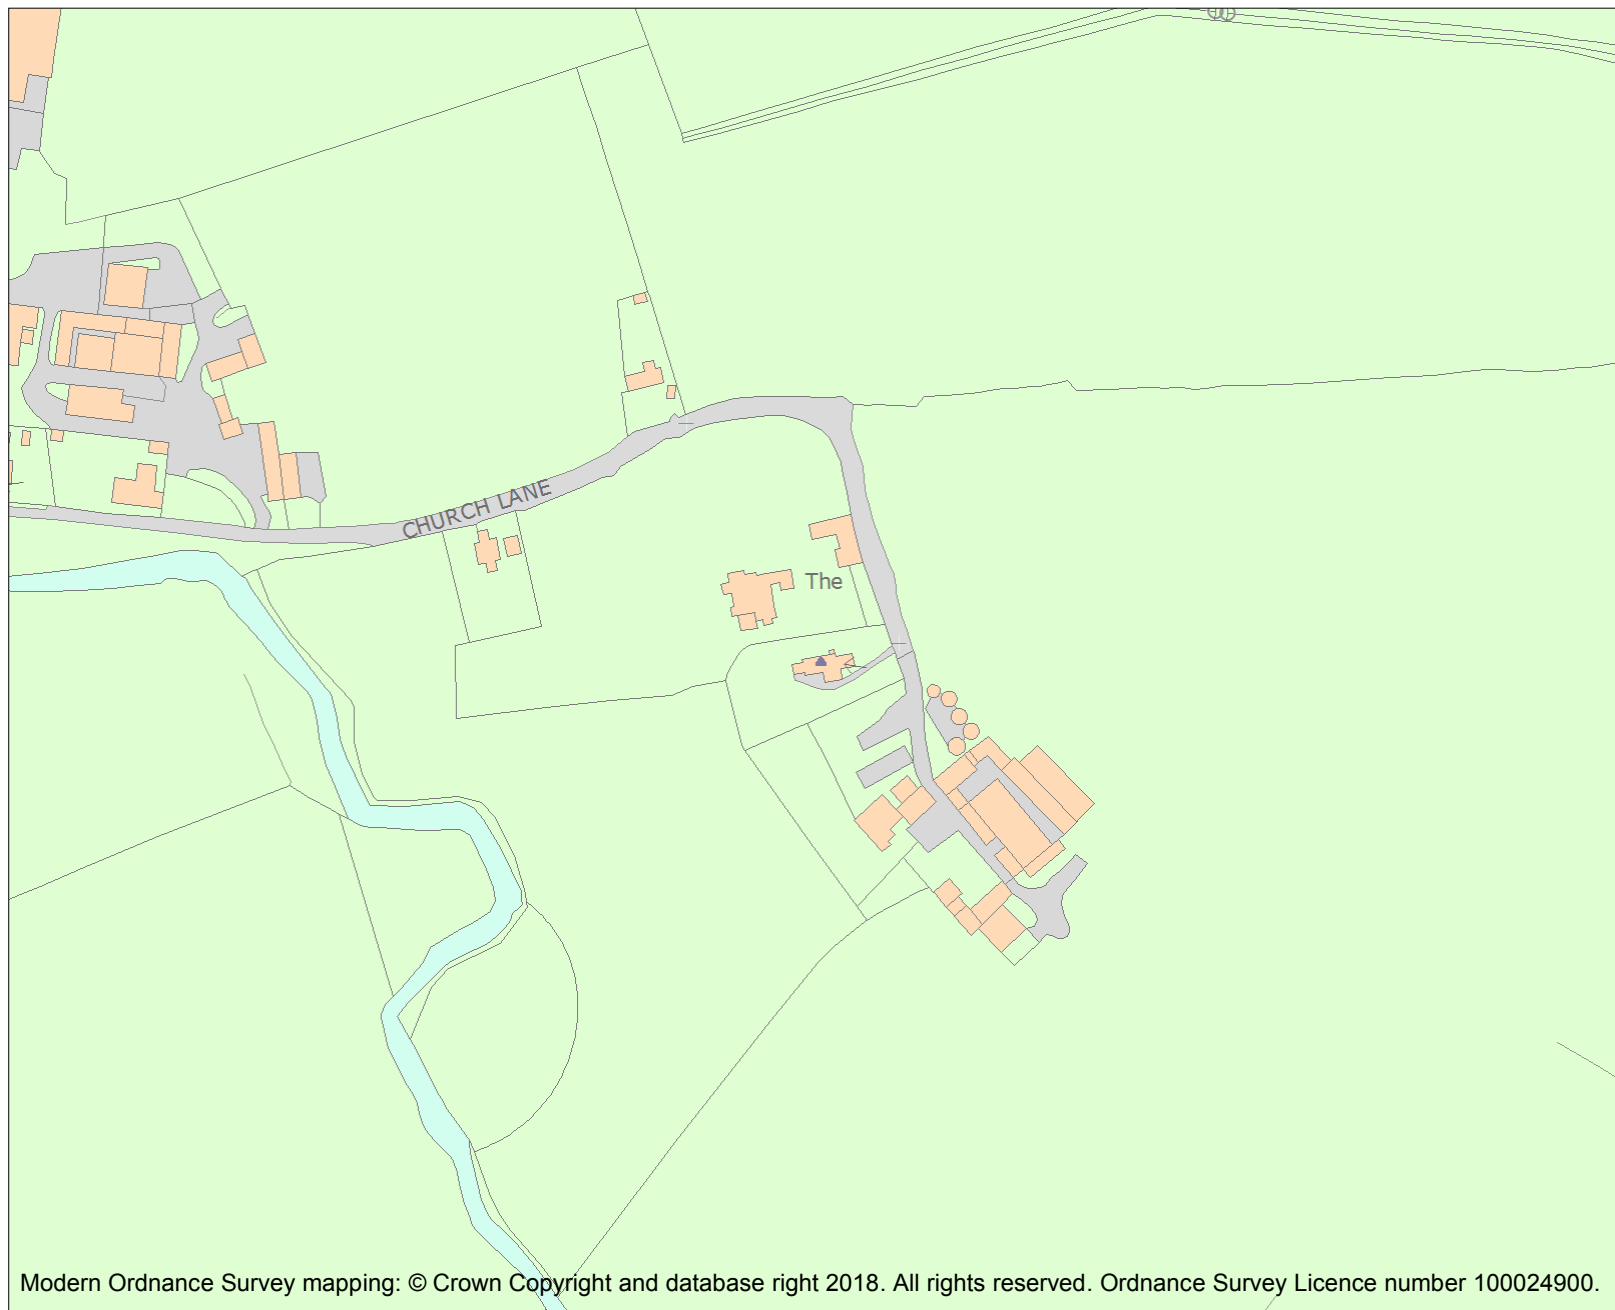 CHURCH LANE
The
Modern Ordnance Survey mapping: © Crown Copyright and database right 2018. All rights reserved. Ordnance Survey Licence number 100024900.